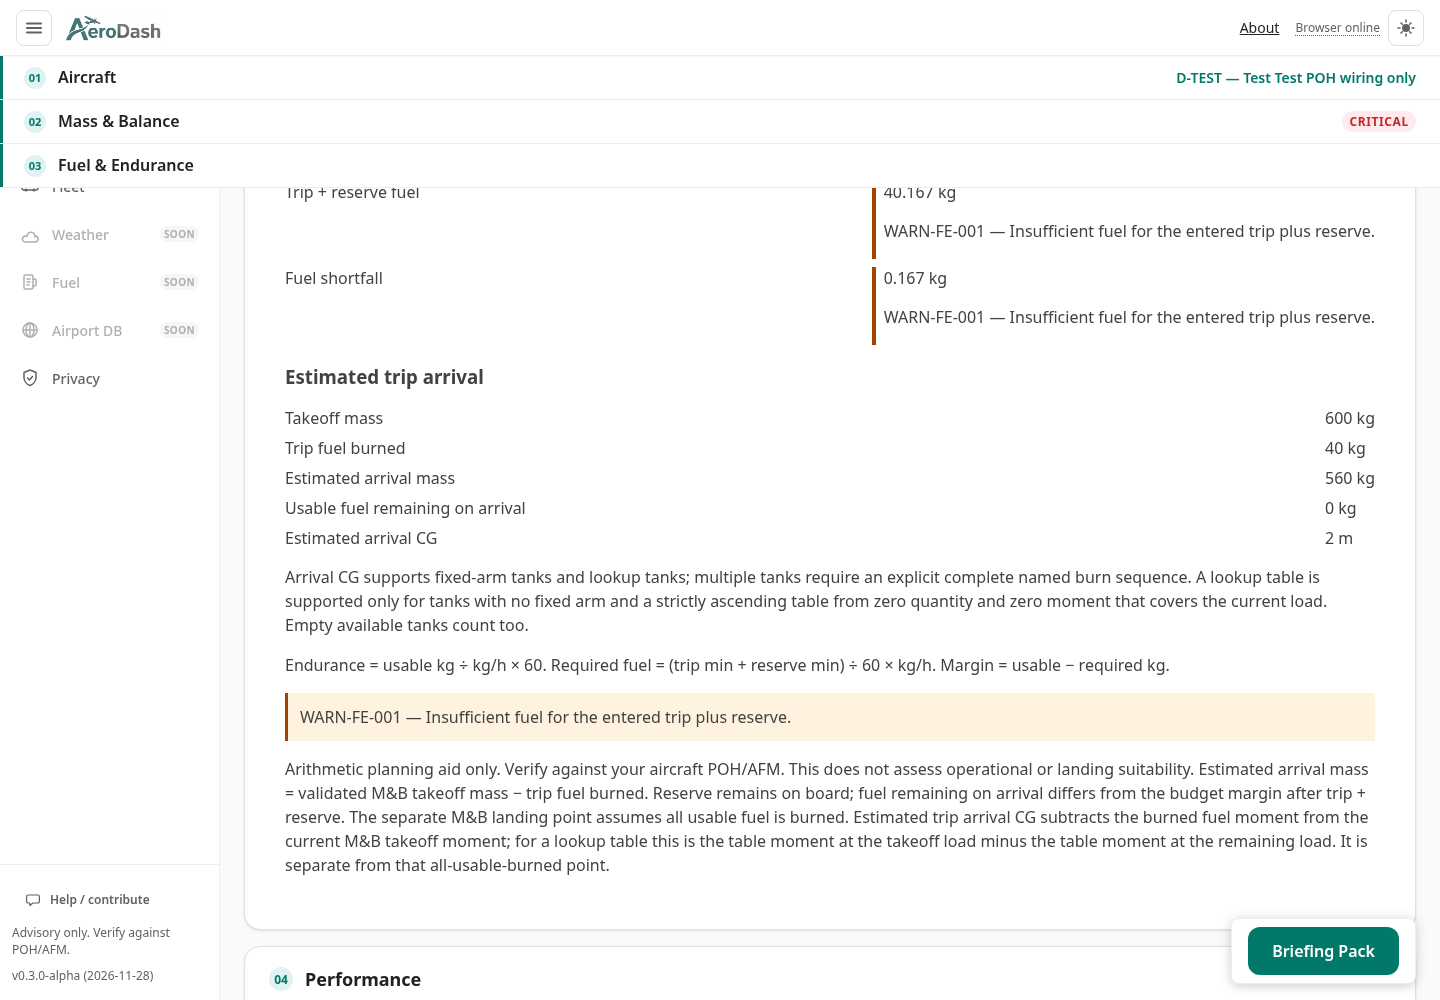 AeroDash
About
Browser online
01 Aircraft
D-TEST — Test Test POH wiring only
02 Mass & Balance
CRITICAL
03 Fuel & Endurance
Fleet
Weather SOON
Fuel SOON
Airport DB SOON
Privacy
Trip + reserve fuel
40.167 kg
WARN-FE-001 — Insufficient fuel for the entered trip plus reserve.
Fuel shortfall
0.167 kg
WARN-FE-001 — Insufficient fuel for the entered trip plus reserve.
Estimated trip arrival
Takeoff mass 600 kg
Trip fuel burned 40 kg
Estimated arrival mass 560 kg
Usable fuel remaining on arrival 0 kg
Estimated arrival CG 2 m
Arrival CG supports fixed-arm tanks and lookup tanks; multiple tanks require an explicit complete named burn sequence. A lookup table is
supported only for tanks with no fixed arm and a strictly ascending table from zero quantity and zero moment that covers the current load.
Empty available tanks count too.
Endurance = usable kg ÷ kg/h × 60. Required fuel = (trip min + reserve min) ÷ 60 × kg/h. Margin = usable − required kg.
WARN-FE-001 — Insufficient fuel for the entered trip plus reserve.
Arithmetic planning aid only. Verify against your aircraft POH/AFM. This does not assess operational or landing suitability. Estimated arrival mass
= validated M&B takeoff mass − trip fuel burned. Reserve remains on board; fuel remaining on arrival differs from the budget margin after trip +
reserve. The separate M&B landing point assumes all usable fuel is burned. Estimated trip arrival CG subtracts the burned fuel moment from the
current M&B takeoff moment; for a lookup table this is the table moment at the takeoff load minus the table moment at the remaining load. It is
separate from that all-usable-burned point.
Help / contribute
Advisory only. Verify against
POH/AFM.
v0.3.0-alpha (2026-11-28)
Briefing Pack
04 Performance